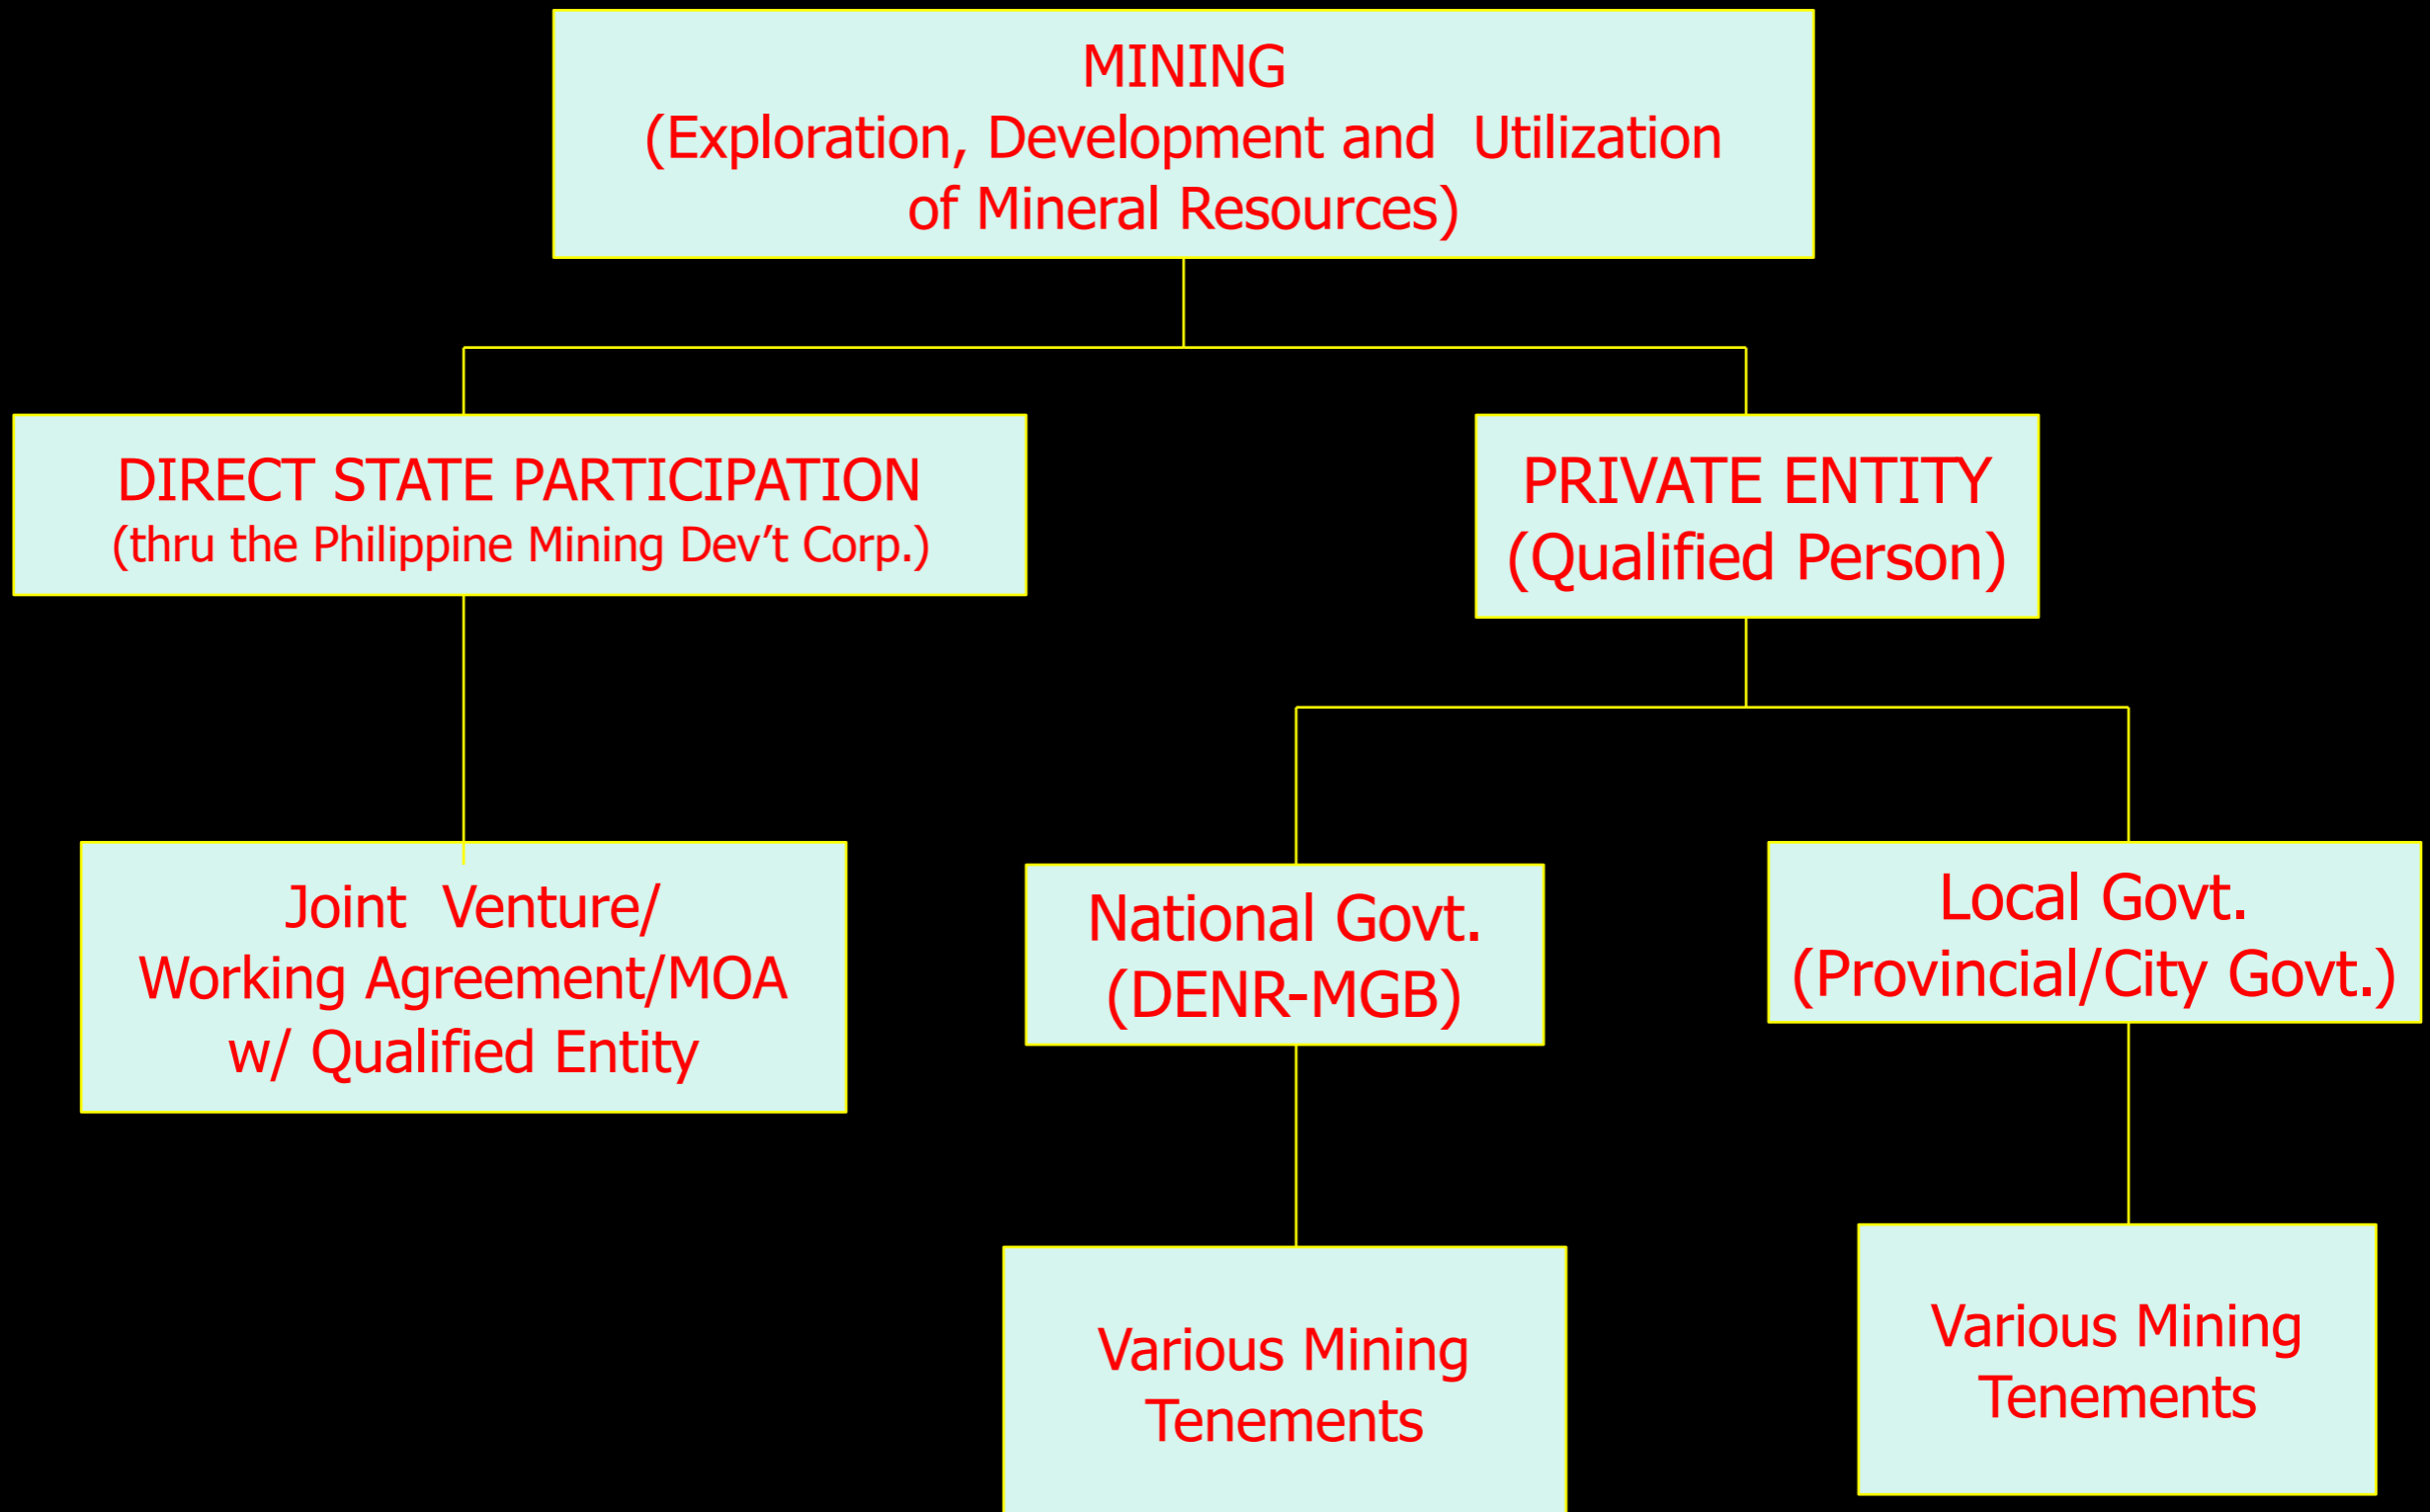 MINING
(Exploration, Development and  Utilization
of Mineral Resources)
DIRECT STATE PARTICIPATION
(thru the Philippine Mining Dev’t Corp.)
PRIVATE ENTITY
(Qualified Person)
Joint  Venture/
Working Agreement/MOA
w/ Qualified Entity
National Govt.
(DENR-MGB)
Local Govt.
(Provincial/City Govt.)
Various Mining
Tenements
Various Mining
Tenements